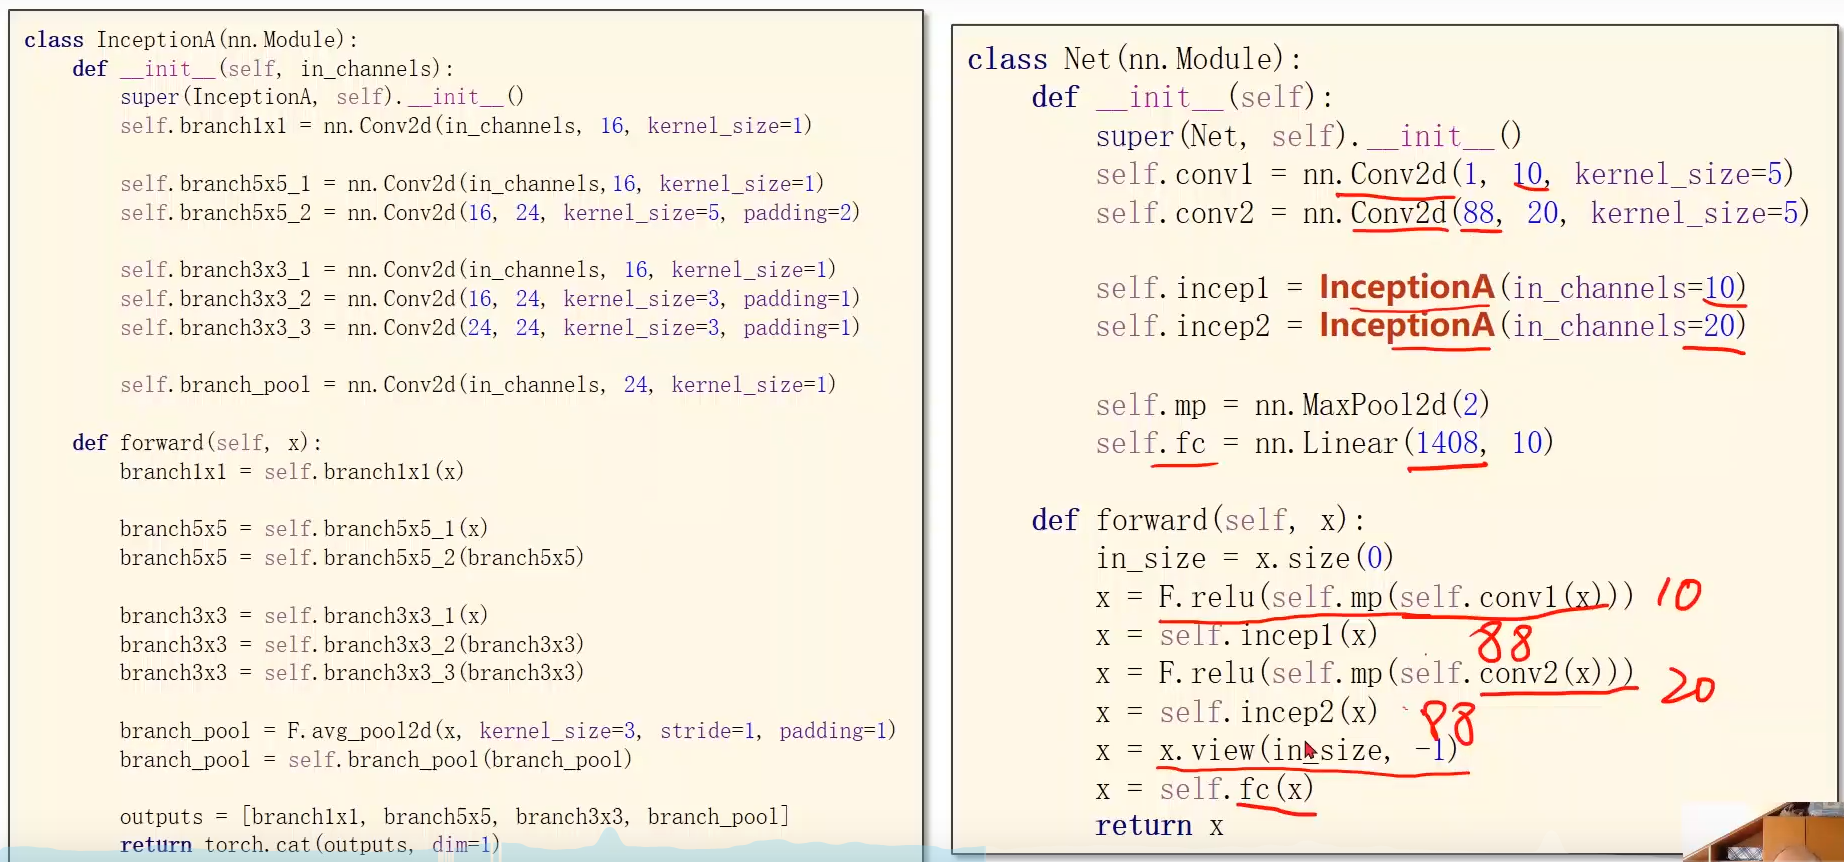 class InceptionA(nn.Module):
def __init__(self, in_channels):
super(InceptionA, self).__init__()
self.branch1x1 = nn.Conv2d(in_channels, 16, kernel_size=1)
self.branch5x5_1 = nn.Conv2d(in_channels,16, kernel_size=1)
self.branch5x5_2 = nn.Conv2d(16, 24, kernel_size=5, padding=2)
self.branch3x3_1 = nn.Conv2d(in_channels, 16, kernel_size=1)
self.branch3x3_2 = nn.Conv2d(16, 24, kernel_size=3, padding=1)
self.branch3x3_3 = nn.Conv2d(24, 24, kernel_size=3, padding=1)
self.branch_pool = nn.Conv2d(in_channels, 24, kernel_size=1)
def forward(self, x):
branch1x1 = self.branch1x1(x)
branch5x5 = self.branch5x5_1(x)
branch5x5 = self.branch5x5_2(branch5x5)
branch3x3 = self.branch3x3_1(x)
branch3x3 = self.branch3x3_2(branch3x3)
branch3x3 = self.branch3x3_3(branch3x3)
branch_pool = F.avg_pool2d(x, kernel_size=3, stride=1, padding=1)
branch_pool = self.branch_pool(branch_pool)
outputs = [branch1x1, branch5x5, branch3x3, branch_pool]
return torch.cat(outputs, dim=1)
class Net(nn.Module):
def __init__(self):
super(Net, self).__init__()
self.conv1 = nn.Conv2d(1, 10, kernel_size=5)
self.conv2 = nn.Conv2d(88, 20, kernel_size=5)
self.incep1 = InceptionA(in_channels=10)
self.incep2 = InceptionA(in_channels=20)
self.mp = nn.MaxPool2d(2)
self.fc = nn.Linear(1408, 10)
def forward(self, x):
in_size = x.size(0)
x = F.relu(self.mp(self.conv1(x))) 10
x = self.incep1(x) 88
x = F.relu(self.mp(self.conv2(x))) 20
x = self.incep2(x) 88
x = x.view(in_size, -1)
x = self.fc(x)
return x